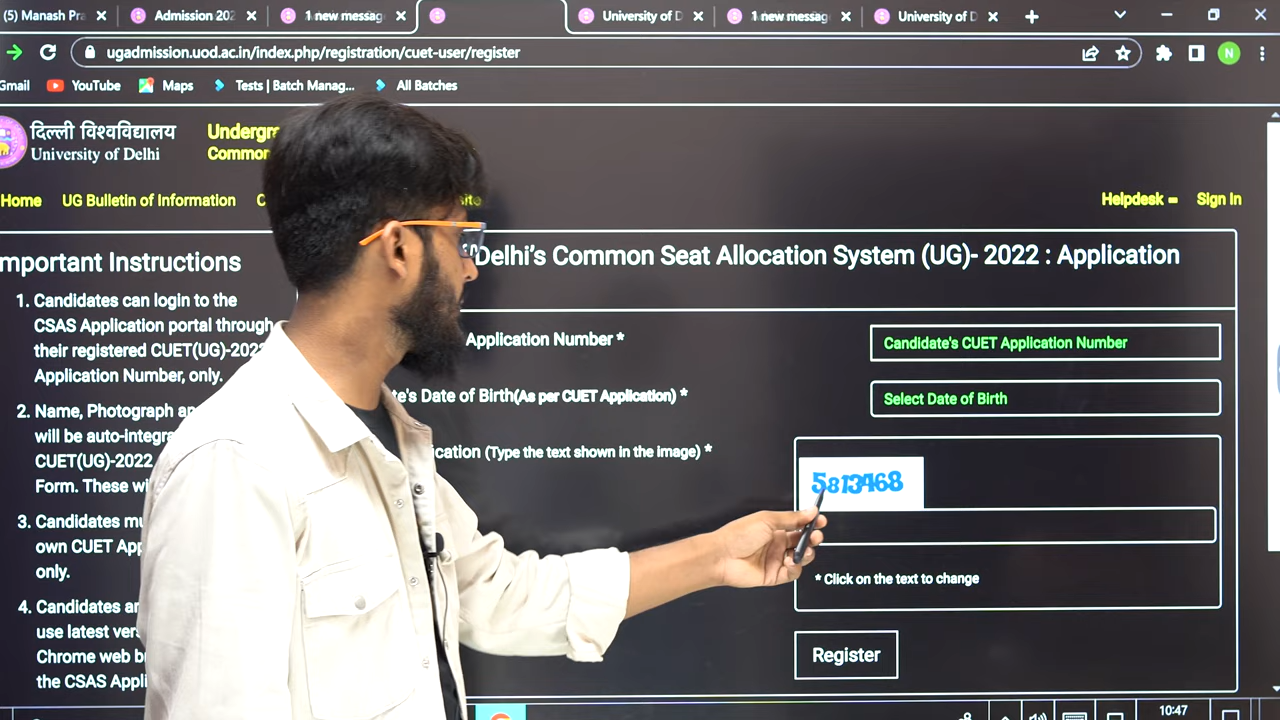 (5) Manash Pra
Admission 202
1 new messag
University of D
1 new messag
University of D
ugadmission.uod.ac.in/index.php/registration/cuet-user/register
Gmail
YouTube
Maps
Tests | Batch Manag...
All Batches
N
दिल्ली विश्वविद्यालय
University of Delhi
Undergr
Common
Home
UG Bulletin of Information
C
site
Helpdesk
Sign In
mportant Instructions
Delhi's Common Seat Allocation System (UG)- 2022 : Application
1. Candidates can login to the
CSAS Application portal through
their registered CUET(UG)-2022
Application Number, only.
2. Name, Photograph an
will be auto-integra
CUET(UG)-2022
Form. These wi
3. Candidates mu
own CUET App
only.
4. Candidates ar
use latest vers
Chrome web b
the CSAS Appli
Application Number *
Candidate's CUET Application Number
te's Date of Birth(As per CUET Application) *
Select Date of Birth
ication (Type the text shown in the image) *
5813468
* Click on the text to change
Register
10:47